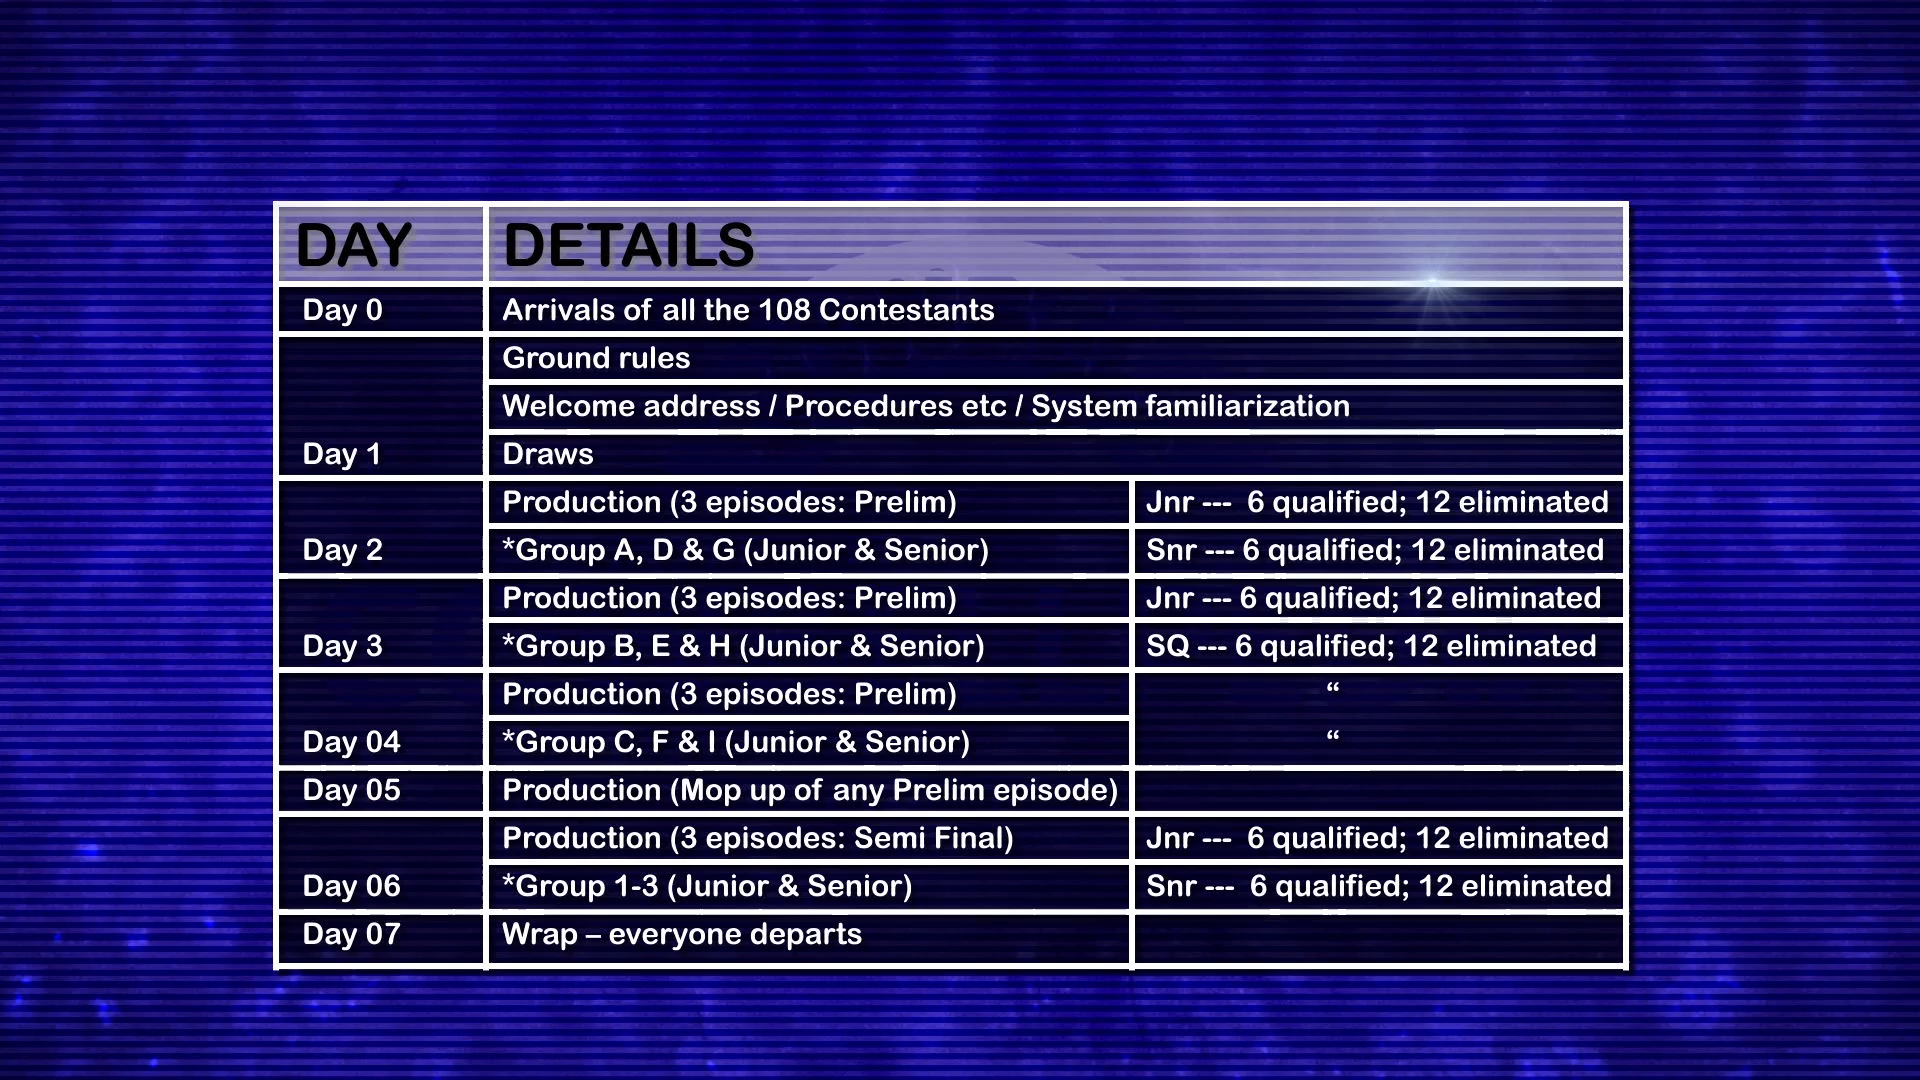 DAY DETAILS
Day 0 Arrivals of all the 108 Contestants
Ground rules
Welcome address / Procedures etc / System familiarization
Day 1 Draws
Production (3 episodes: Prelim) Jnr --- 6 qualified; 12 eliminated
Day 2 *Group A, D & G (Junior & Senior) Snr --- 6 qualified; 12 eliminated
Production (3 episodes: Prelim) Jnr --- 6 qualified; 12 eliminated
Day 3 *Group B, E & H (Junior & Senior) SQ --- 6 qualified; 12 eliminated
Production (3 episodes: Prelim) “
Day 04 *Group C, F & I (Junior & Senior) “
Day 05 Production (Mop up of any Prelim episode)
Production (3 episodes: Semi Final) Jnr --- 6 qualified; 12 eliminated
Day 06 *Group 1-3 (Junior & Senior) Snr --- 6 qualified; 12 eliminated
Day 07 Wrap – everyone departs